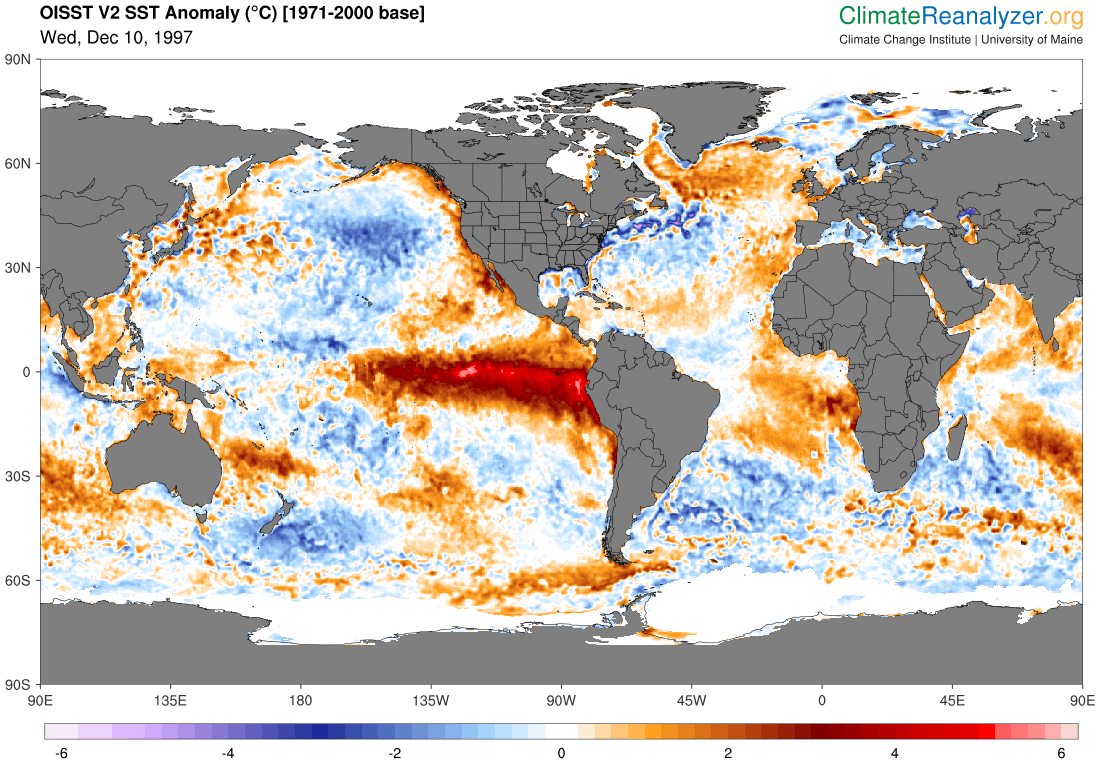 OISST V2 SST Anomaly (°C) [1971-2000 base]
Wed, Dec 10, 1997
ClimateReanalyzer.org
Climate Change Institute | University of Maine
90N
60N
30N
0
30S
60S
90S
90E 135E 180 135W 90W 45W 0 45E 90E
-6 -4 -2 0 2 4 6